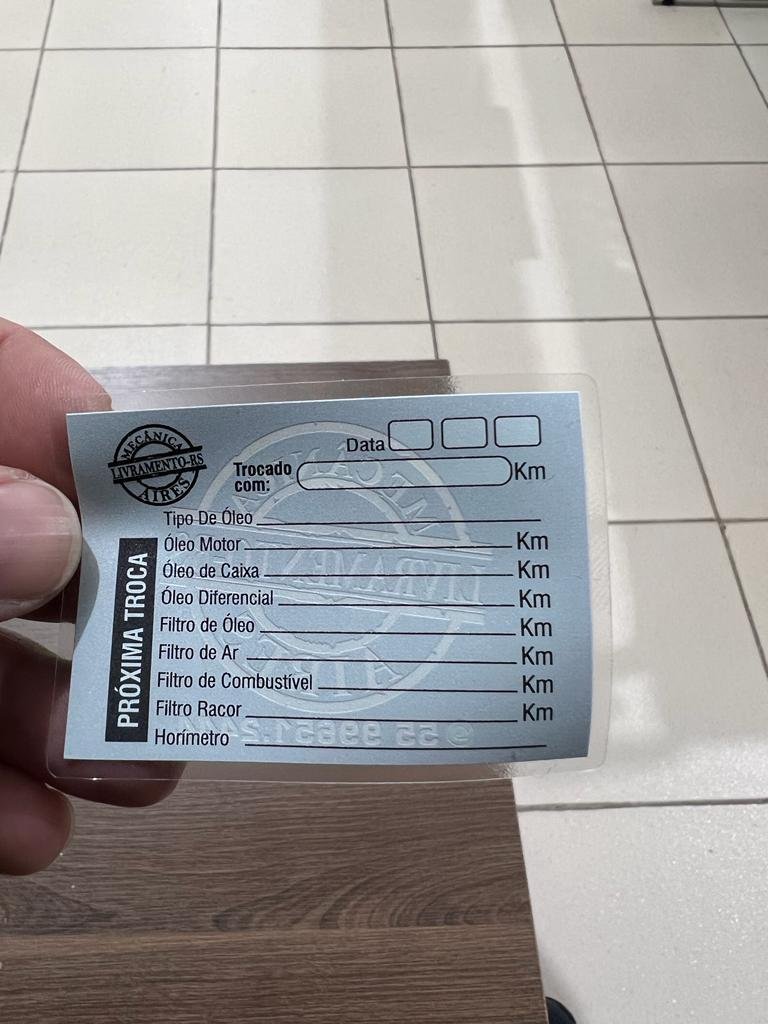 MECÂNICA
LIVRAMENTO-RS
AIRES
Data
Trocado com: Km
Tipo De Óleo
PRÓXIMA TROCA
Óleo Motor Km
Óleo de Caixa Km
Óleo Diferencial Km
Filtro de Óleo Km
Filtro de Ar Km
Filtro de Combustível Km
Filtro Racor Km
Horímetro